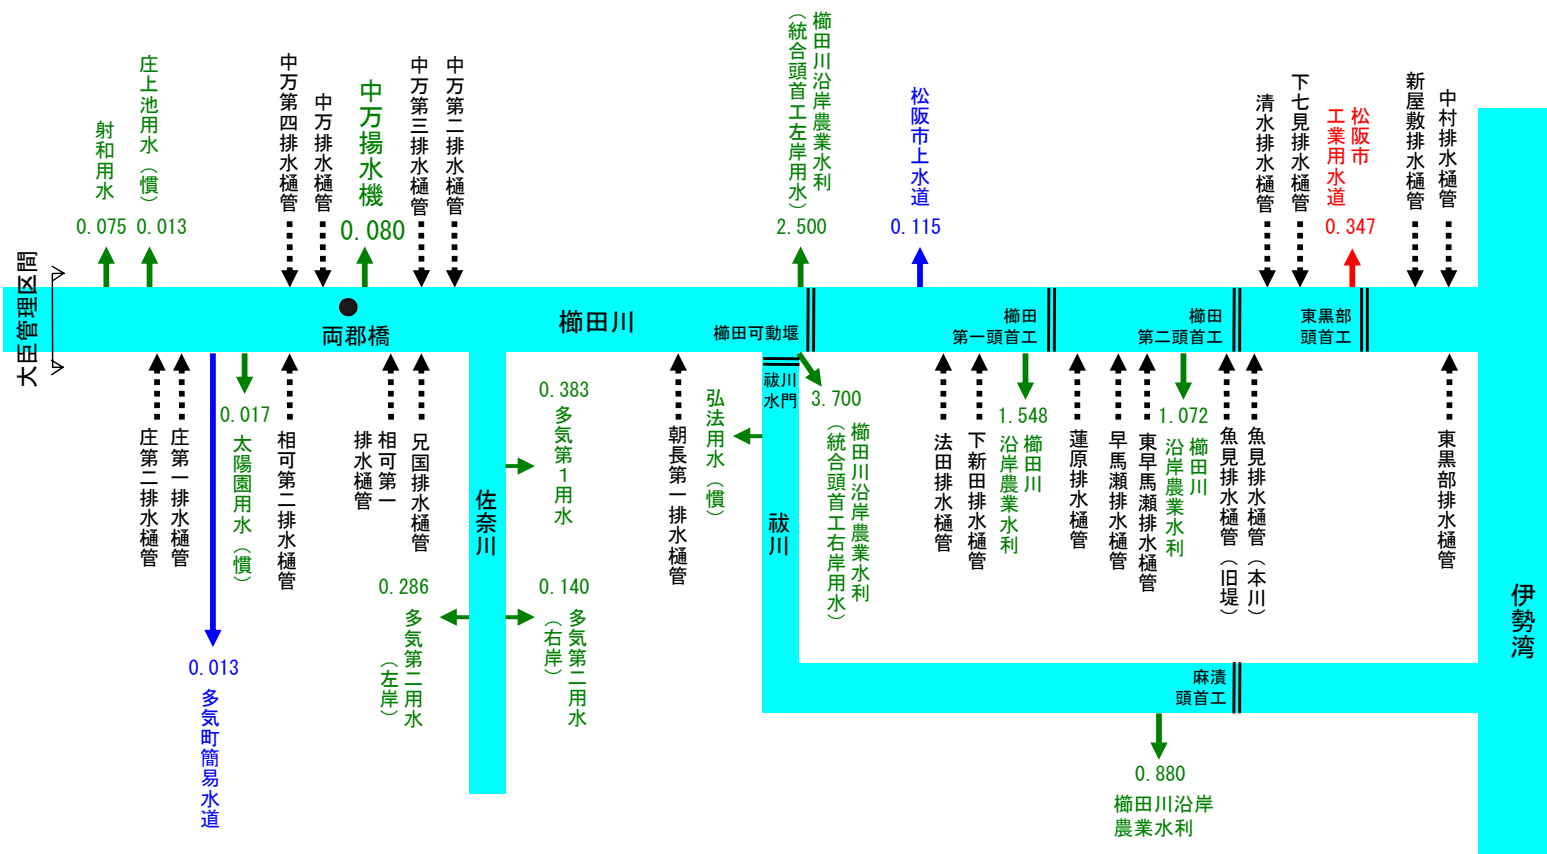 大臣管理区間
射和用水
0.075
庄上池用水（慣）
0.013
中万第四排水樋管
中万排水樋管
中万揚水機
0.080
中万第三排水樋管
中万第二排水樋管
櫛田川沿岸農業水利
（統合頭首工左岸用水）
2.500
松阪市上水道
0.115
清水排水樋管
下七見排水樋管
松阪市
工業用水道
0.347
新屋敷排水樋管
中村排水樋管
両郡橋
櫛田川
櫛田可動堰
櫛田
第一頭首工
櫛田
第二頭首工
東黒部
頭首工
庄第二排水樋管
庄第一排水樋管
0.013
多気町簡易水道
0.017
太陽園用水（慣）
相可第二排水樋管
相可第一
排水樋管
兄国排水樋管
佐奈川
0.383
多気第1用水
0.286
多気第二用水
（左岸）
0.140
多気第二用水
（右岸）
朝長第一排水樋管
弘法用水（慣）
祓川
水門
祓川
3.700
櫛田川沿岸農業水利
（統合頭首工右岸用水）
法田排水樋管
下新田排水樋管
1.548
櫛田川
沿岸農業水利
蓮原排水樋管
早馬瀬排水樋管
東早馬瀬排水樋管
1.072
櫛田川
沿岸農業水利
魚見排水樋管（旧堤）
魚見排水樋管（本川）
東黒部排水樋管
麻漬
頭首工
0.880
櫛田川沿岸
農業水利
伊勢湾